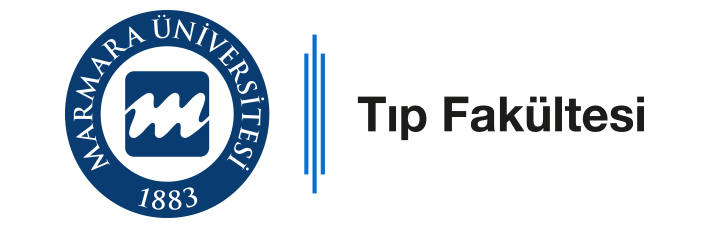 MARMARA ÜNİVERSİTESİ
1883
Tıp Fakültesi